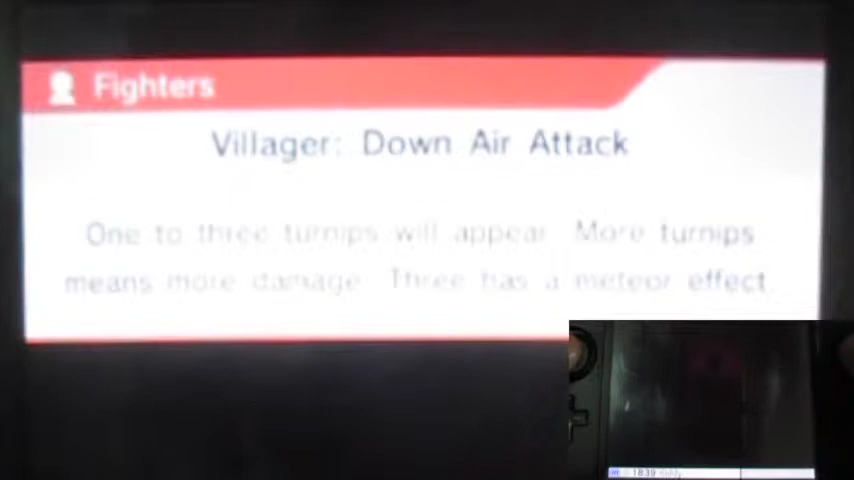 Fighters
Villager: Down Air Attack
One to three turnips will appear. More turnips
means more damage. Three has a meteor effect.
1839